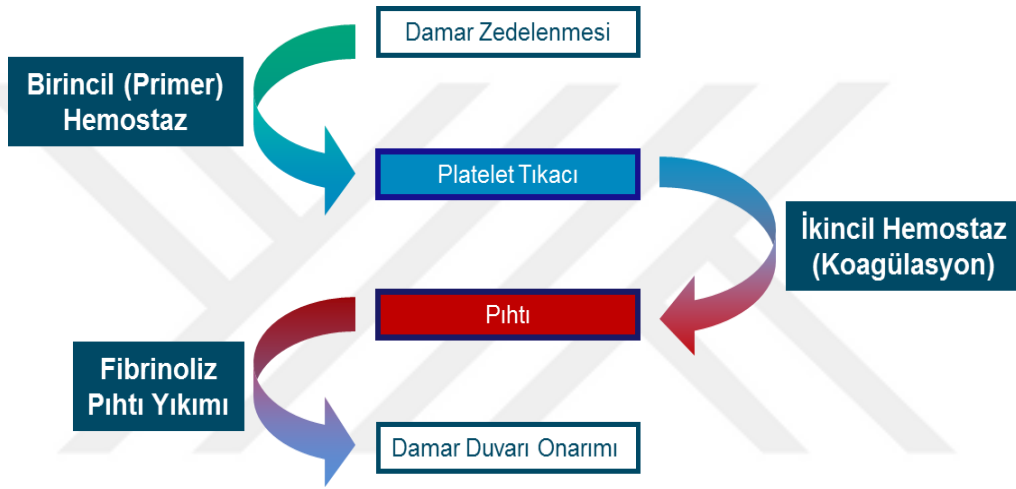 Damar Zedelenmesi
Birincil (Primer)
Hemostaz
Platelet Tıkacı
İkincil Hemostaz
(Koagülasyon)
Pıhtı
Fibrinoliz
Pıhtı Yıkımı
Damar Duvarı Onarımı